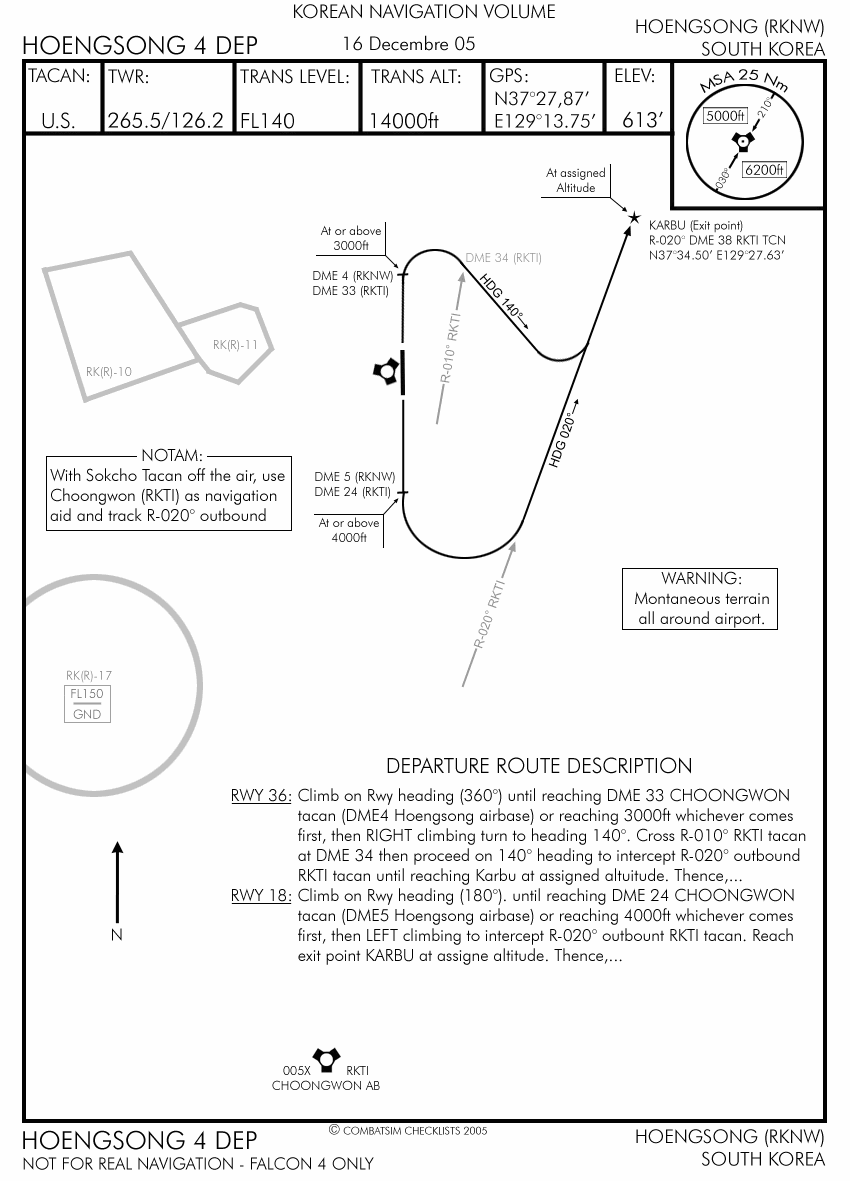 KOREAN NAVIGATION VOLUME
HOENGSONG 4 DEP
16 Decembre 05
HOENGSONG (RKNW)
SOUTH KOREA
TACAN:
U.S.
TWR:
265.5/126.2
TRANS LEVEL:
FL140
TRANS ALT:
14000ft
GPS:
N37°27,87'
E129°13.75'
ELEV:
613'
MSA 25 Nm
5000ft
210°
030°
6200ft
At assigned
Altitude
KARBU (Exit point)
R-020° DME 38 RKTI TCN
N37°34.50' E129°27.63'
At or above
3000ft
DME 34 (RKTI)
DME 4 (RKNW)
DME 33 (RKTI)
HDG 140°
RK(R)-11
RK(R)-10
R-010° RKTI
HDG 020°
NOTAM:
With Sokcho Tacan off the air, use
Choongwon (RKTI) as navigation
aid and track R-020° outbound
DME 5 (RKNW)
DME 24 (RKTI)
At or above
4000ft
R-020° RKTI
WARNING:
Montaneous terrain
all around airport.
RK(R)-17
FL150
GND
DEPARTURE ROUTE DESCRIPTION
RWY 36: Climb on Rwy heading (360°) until reaching DME 33 CHOONGWON
tacan (DME4 Hoengsong airbase) or reaching 3000ft whichever comes
first, then RIGHT climbing turn to heading 140°. Cross R-010° RKTI tacan
at DME 34 then proceed on 140° heading to intercept R-020° outbound
RKTI tacan until reaching Karbu at assigned altuitude. Thence,...
RWY 18: Climb on Rwy heading (180°). until reaching DME 24 CHOONGWON
tacan (DME5 Hoengsong airbase) or reaching 4000ft whichever comes
first, then LEFT climbing to intercept R-020° outbount RKTI tacan. Reach
exit point KARBU at assigne altitude. Thence,...
N
005X RKTI
CHOONGWON AB
© COMBATSIM CHECKLISTS 2005
HOENGSONG 4 DEP
NOT FOR REAL NAVIGATION - FALCON 4 ONLY
HOENGSONG (RKNW)
SOUTH KOREA